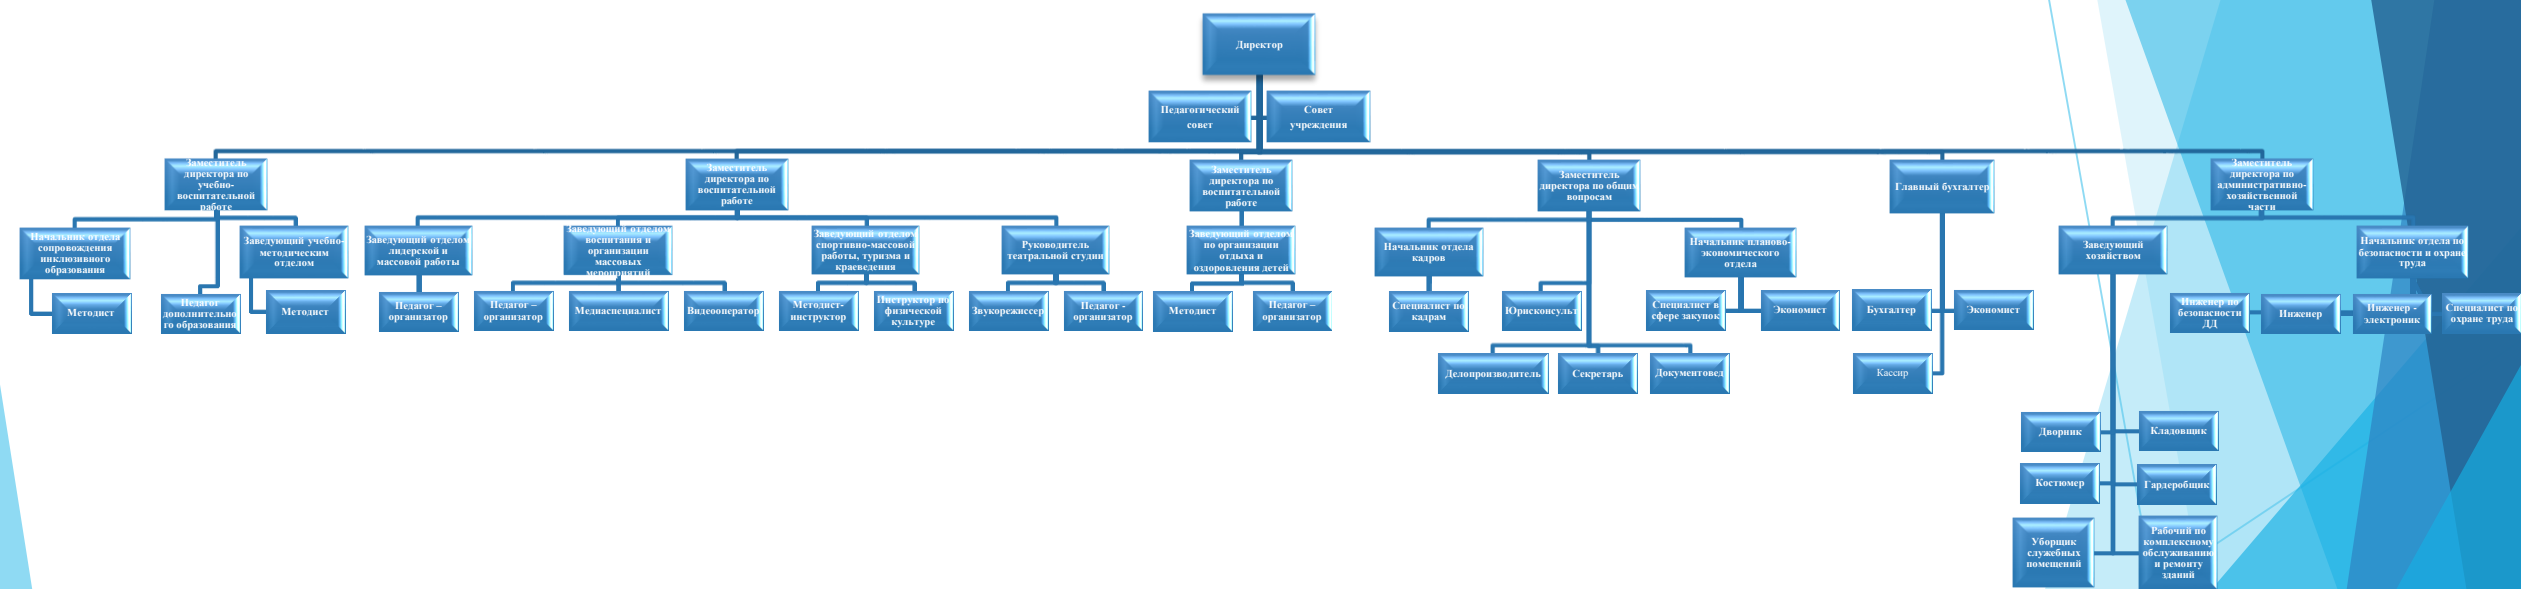 Директор
Педагогический
совет
Совет
учреждения
Заместитель
директора по
учебно-
воспитательной
работе
Заместитель
директора по
воспитательной
работе
Заместитель
директора по
воспитательной
работе
Заместитель
директора по общим
вопросам
Главный бухгалтер
Заместитель
директора по
административно-
хозяйственной
части
Начальник отдела
сопровождения
инклюзивного
образования
Заведующий учебно-
методическим
отделом
Заведующий отделом
лидерской и
массовой работы
Заведующий отделом
воспитания и
организации
массовых
мероприятий
Заведующий отделом
спортивно-массовой
работы, туризма и
краеведения
Руководитель
театральной студии
Заведующий отделом
по организации
отдыха и
оздоровления детей
Начальник отдела
кадров
Начальник планово-
экономического
отдела
Заведующий
хозяйством
Начальник отдела по
безопасности и охране
труда
Методист
Педагог
дополнительно
го образования
Методист
Педагог –
организатор
Педагог –
организатор
Медиаспециалист
Видеооператор
Методист-
инструктор
Инструктор по
физической
культуре
Звукорежиссер
Педагог -
организатор
Методист
Педагог –
организатор
Специалист по
кадрам
Юрисконсульт
Специалист в
сфере закупок
Экономист
Бухгалтер
Экономист
Инженер по
безопасности
ДД
Инженер
Инженер -
электроник
Специалист по
охране труда
Делопроизводитель
Секретарь
Документовед
Кассир
Дворник
Кладовщик
Костюмер
Гардеробщик
Уборщик
служебных
помещений
Рабочий по
комплексному
обслуживанию
и ремонту
зданий